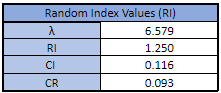 Random Index Values (RI)
λ 6.579
RI 1.250
CI 0.116
CR 0.093